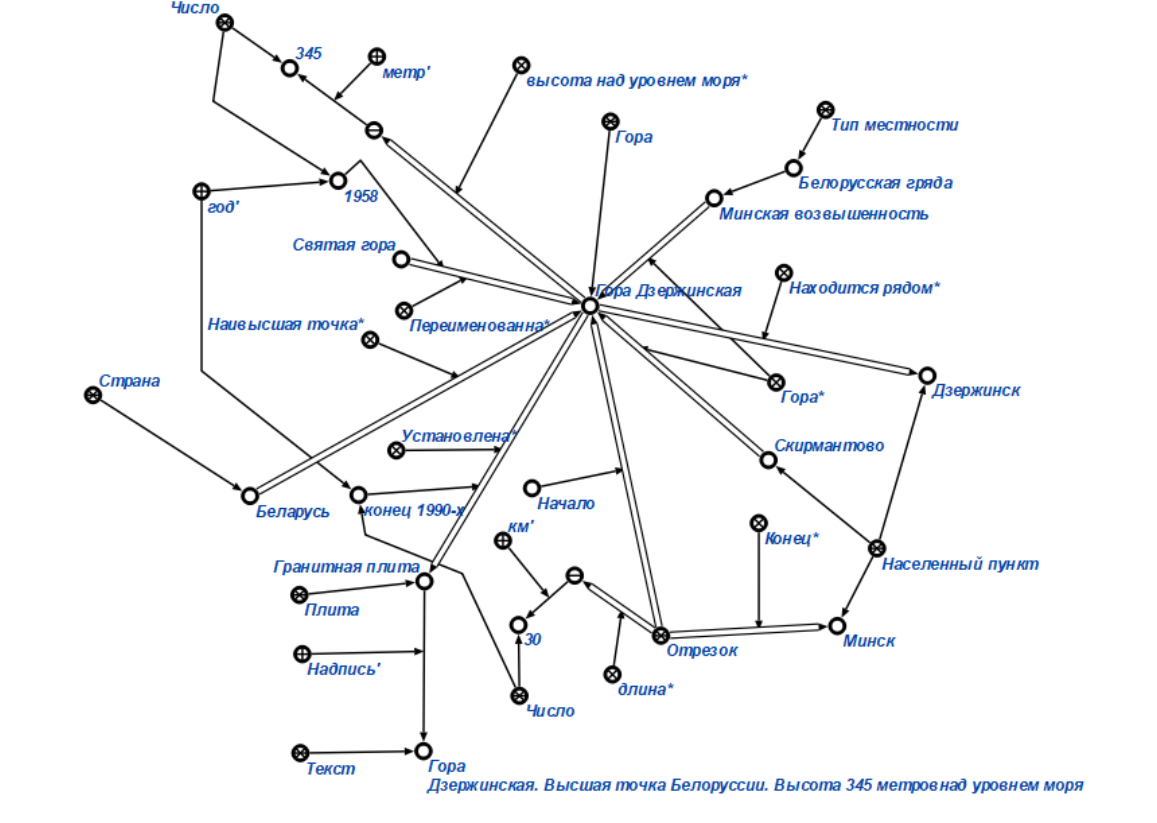 Число
345
метр'
высота над уровнем моря*
Гора
Тип местности
Белорусская гряда
год'
1958
Минская возвышенность
Святая гора
Гора Дзержинская
Находится рядом*
Наивысшая точка*
Переименованна*
Страна
Гора*
Дзержинск
Установлена*
Скирмантово
Беларусь
конец 1990-х
Начало
км'
Конец*
Гранитная плита
Населенный пункт
Плита
30
Отрезок
Минск
Надпись'
длина*
Число
Текст
Гора
Дзержинская. Высшая точка Белоруссии. Высота 345 метровнад уровнем моря